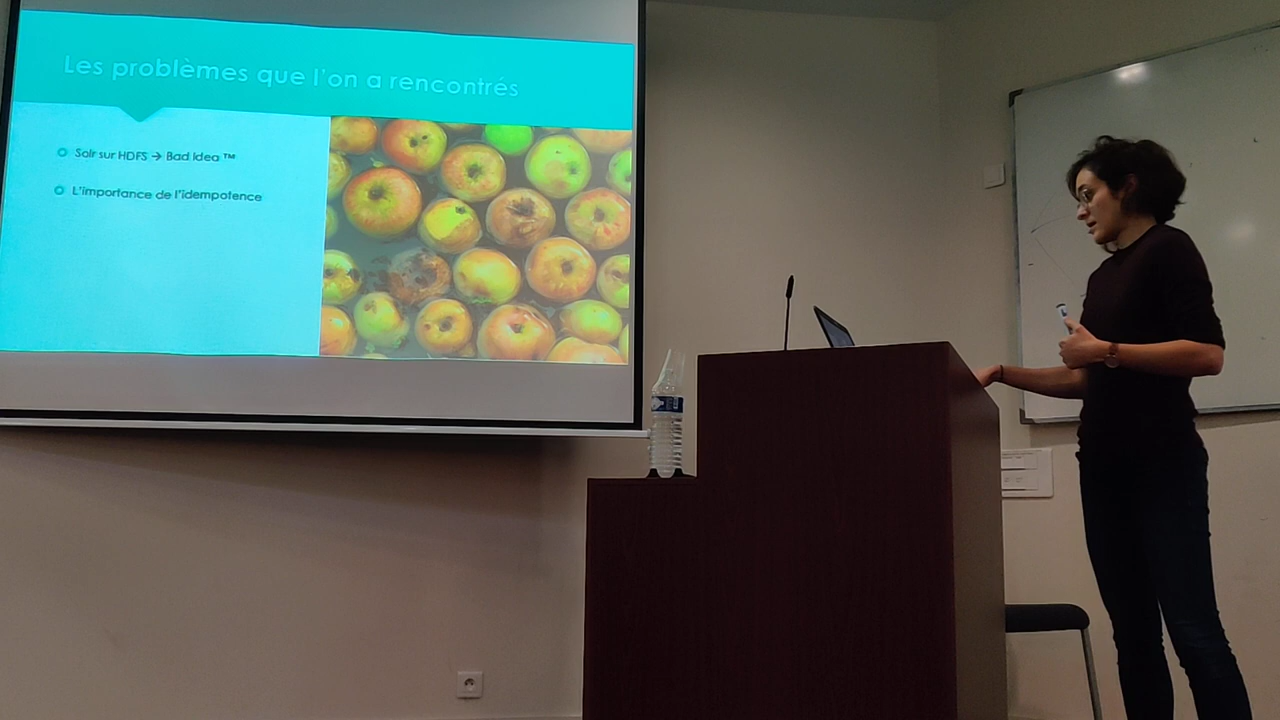 Les problèmes que l'on a rencontrés
Solr sur HDFS → Bad Idea ™
L'importance de l'idempotence